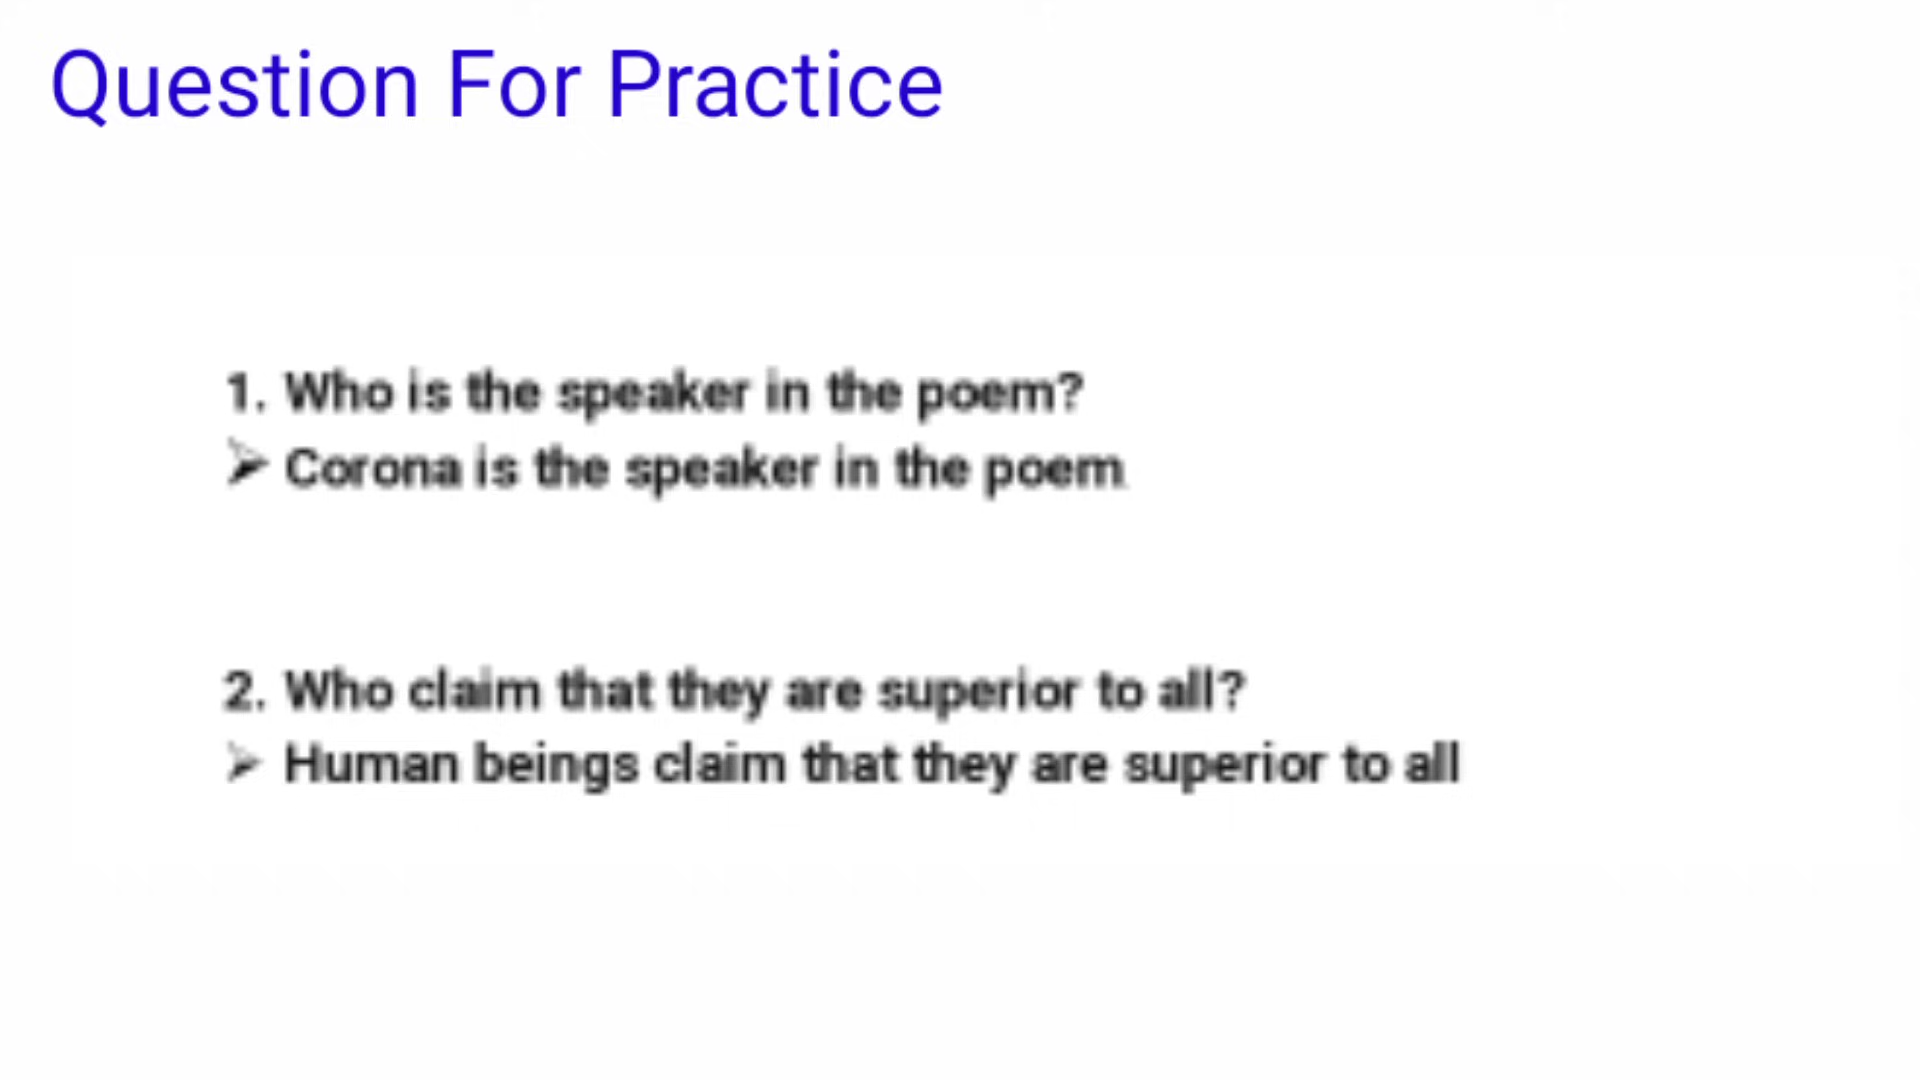 Question For Practice
1. Who is the speaker in the poem?
➢ Corona is the speaker in the poem
2. Who claim that they are superior to all?
➢ Human beings claim that they are superior to all